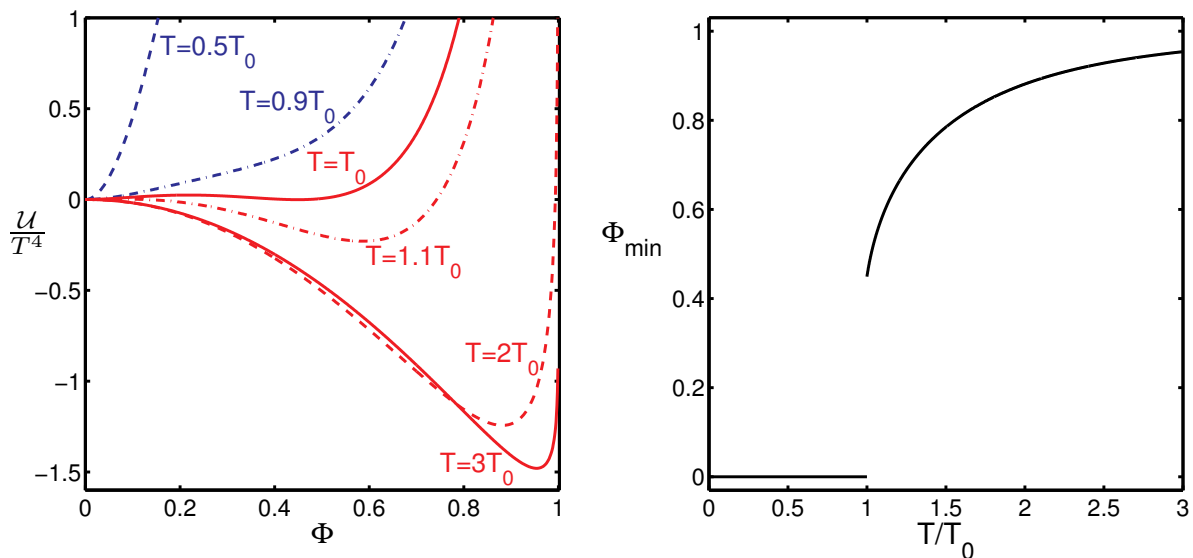 1
0.5
0
−0.5
−1
−1.5
U/T⁴
T=0.5T₀
T=0.9T₀
T=T₀
T=1.1T₀
T=2T₀
T=3T₀
0 0.2 0.4 0.6 0.8 1
Φ
1
0.8
0.6
0.4
0.2
0
Φmin
0 0.5 1 1.5 2 2.5 3
T/T₀